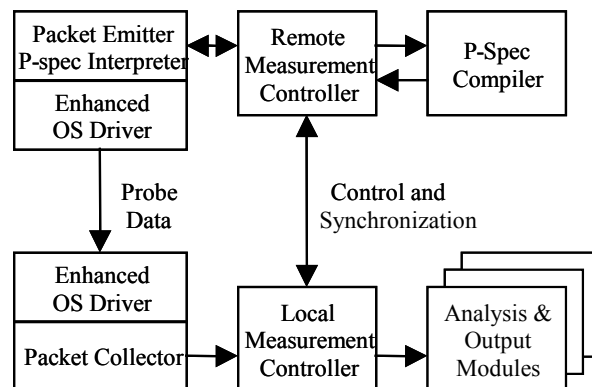 Packet Emitter
P-spec Interpreter
Enhanced
OS Driver
Remote
Measurement
Controller
P-Spec
Compiler
Probe
Data
Control and
Synchronization
Enhanced
OS Driver
Packet Collector
Local
Measurement
Controller
Analysis &
Output
Modules